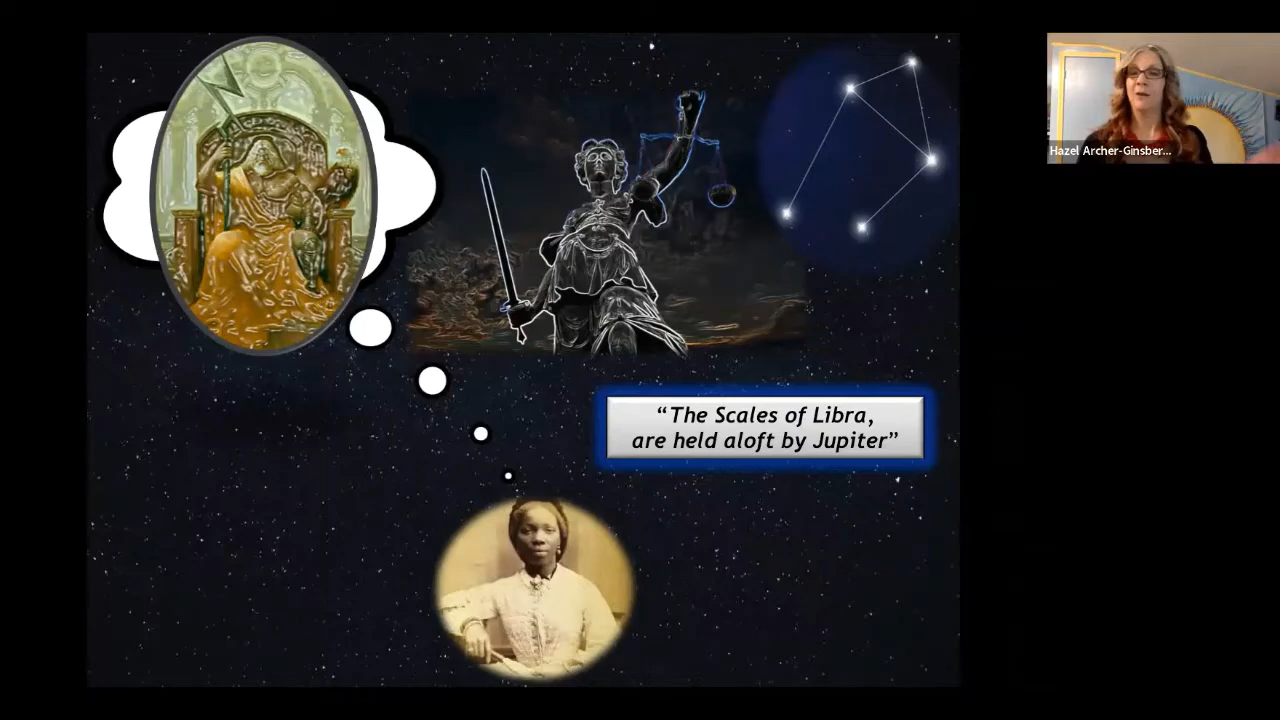 Hazel Archer-Ginsber...
“The Scales of Libra,
are held aloft by Jupiter”